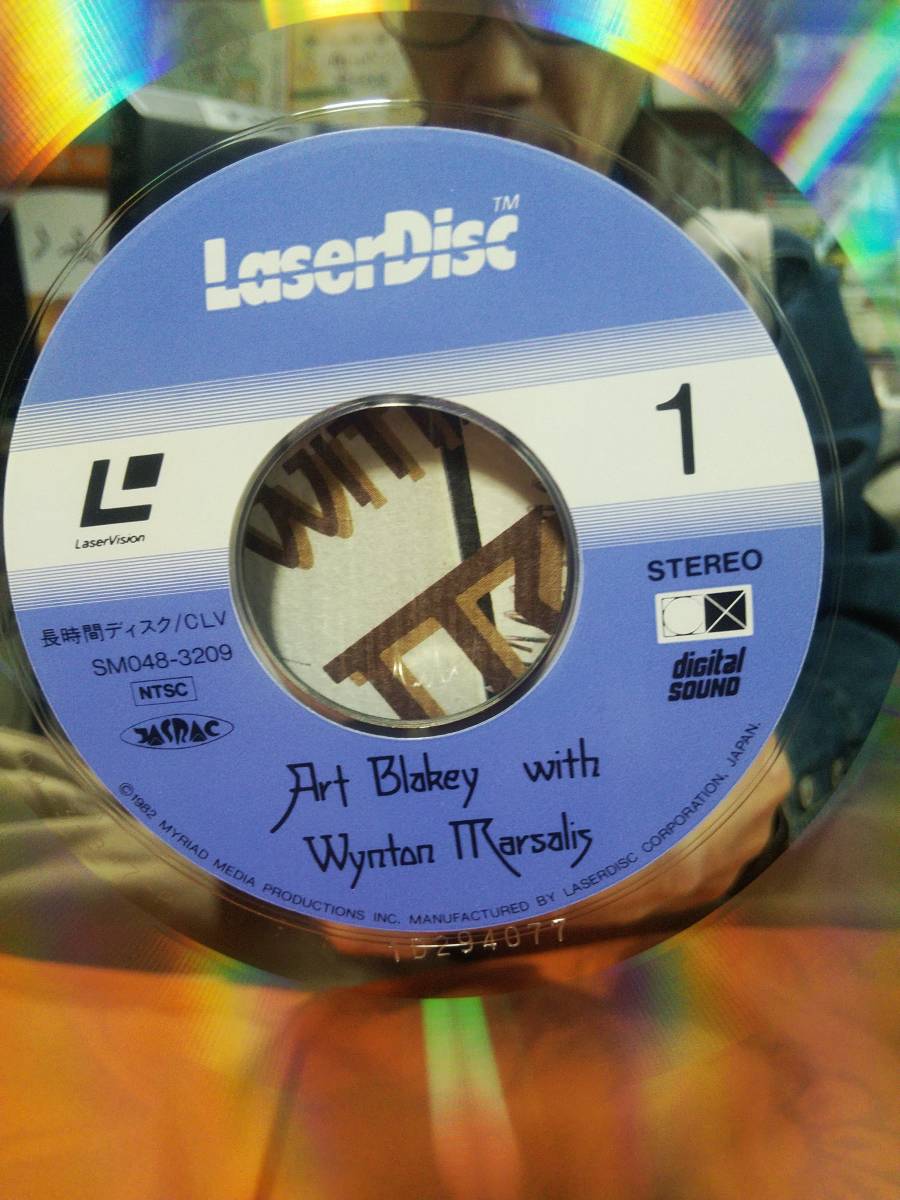 LaserDisc™
1
LaserVision
STEREO
digital
SOUND
長時間ディスク/CLV
SM048-3209
NTSC
JASRAC
Art Blakey with
Wynton Marsalis
©1982 MYRIAD MEDIA PRODUCTIONS INC. MANUFACTURED BY LASERDISC CORPORATION, JAPAN.
WITH